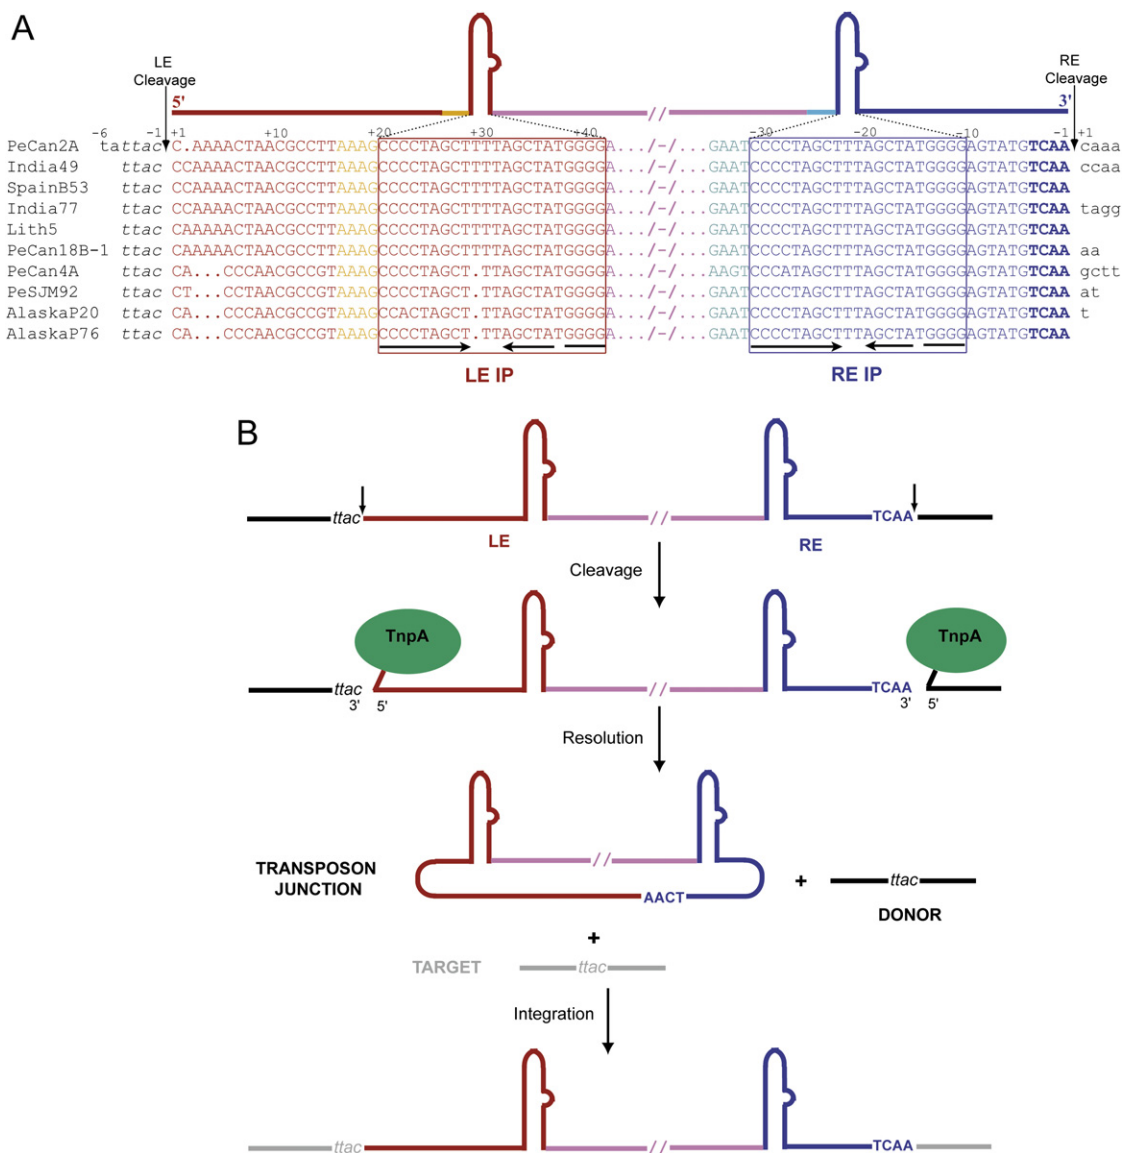 A
LE Cleavage
RE Cleavage
5' 3'
-6 -1 +1 +10 +20 +30 +40 -30 -20 -10 -1 +1
PeCan2A tattac C.AAAACTAACGCCTTAAAGCCCCTAGCTTTTAGCTATGGGGA.../-/...GAATCCCCTAGCTTTAGCTATGGGGAGTATGTCAA caaa
India49 ttac CCAAAACTAACGCCTTAAAGCCCCTAGCTTTTAGCTATGGGGA.../-/...GAATCCCCTAGCTTTAGCTATGGGGAGTATGTCAA ccaa
SpainB53 ttac CCAAAACTAACGCCTTAAAGCCCCTAGCTTTTAGCTATGGGGA.../-/...GAATCCCCTAGCTTTAGCTATGGGGAGTATGTCAA
India77 ttac CCAAAACTAACGCCTTAAAGCCCCTAGCTTTTAGCTATGGGGA.../-/...GAATCCCCTAGCTTTAGCTATGGGGAGTATGTCAA tagg
Lith5 ttac CAAAAACTAACGCCTTAAAGCCCCTAGCTTTTAGCTATGGGGA.../-/...GAATCCCCTAGCTTTAGCTATGGGGAGTATGTCAA
PeCan18B-1 ttac CAAAAACTAACGCCTTAAAGCCCCTAGCTTTTAGCTATGGGGA.../-/...GAATCCCCTAGCTTTAGCTATGGGGAGTATGTCAA aa
PeCan4A ttac CA...CCCAACGCCGTAAAGCCCCTAGCT.TTAGCTATGGGGA.../-/...AAGTCCCATAGCTTTAGCTATGGGGAGTATGTCAA gctt
PeSJM92 ttac CT...CCTAACGCCGTAAAGCCCCTAGCT.TTAGCTATGGGGA.../-/...GAATCCCCTAGCTTTAGCTATGGGGAGTATGTCAA at
AlaskaP20 ttac CA...CCCAACGCCGTAAAGCCACTAGCT.TTAGCTATGGGGA.../-/...GAATCCCCTAGCTTTAGCTATGGGGAGTATGTCAA t
AlaskaP76 ttac CA...CCCAACGCCGTAAAGCCCCTAGCT.TTAGCTATGGGGA.../-/...GAATCCCCTAGCTTTAGCTATGGGGAGTATGTCAA
LE IP RE IP
B
ttac TCAA
LE RE
Cleavage
TnpA TnpA
ttac TCAA
3' 5' 3' 5'
Resolution
TRANSPOSON
JUNCTION
AACT
+ ttac
DONOR
+
TARGET ttac
Integration
ttac TCAA